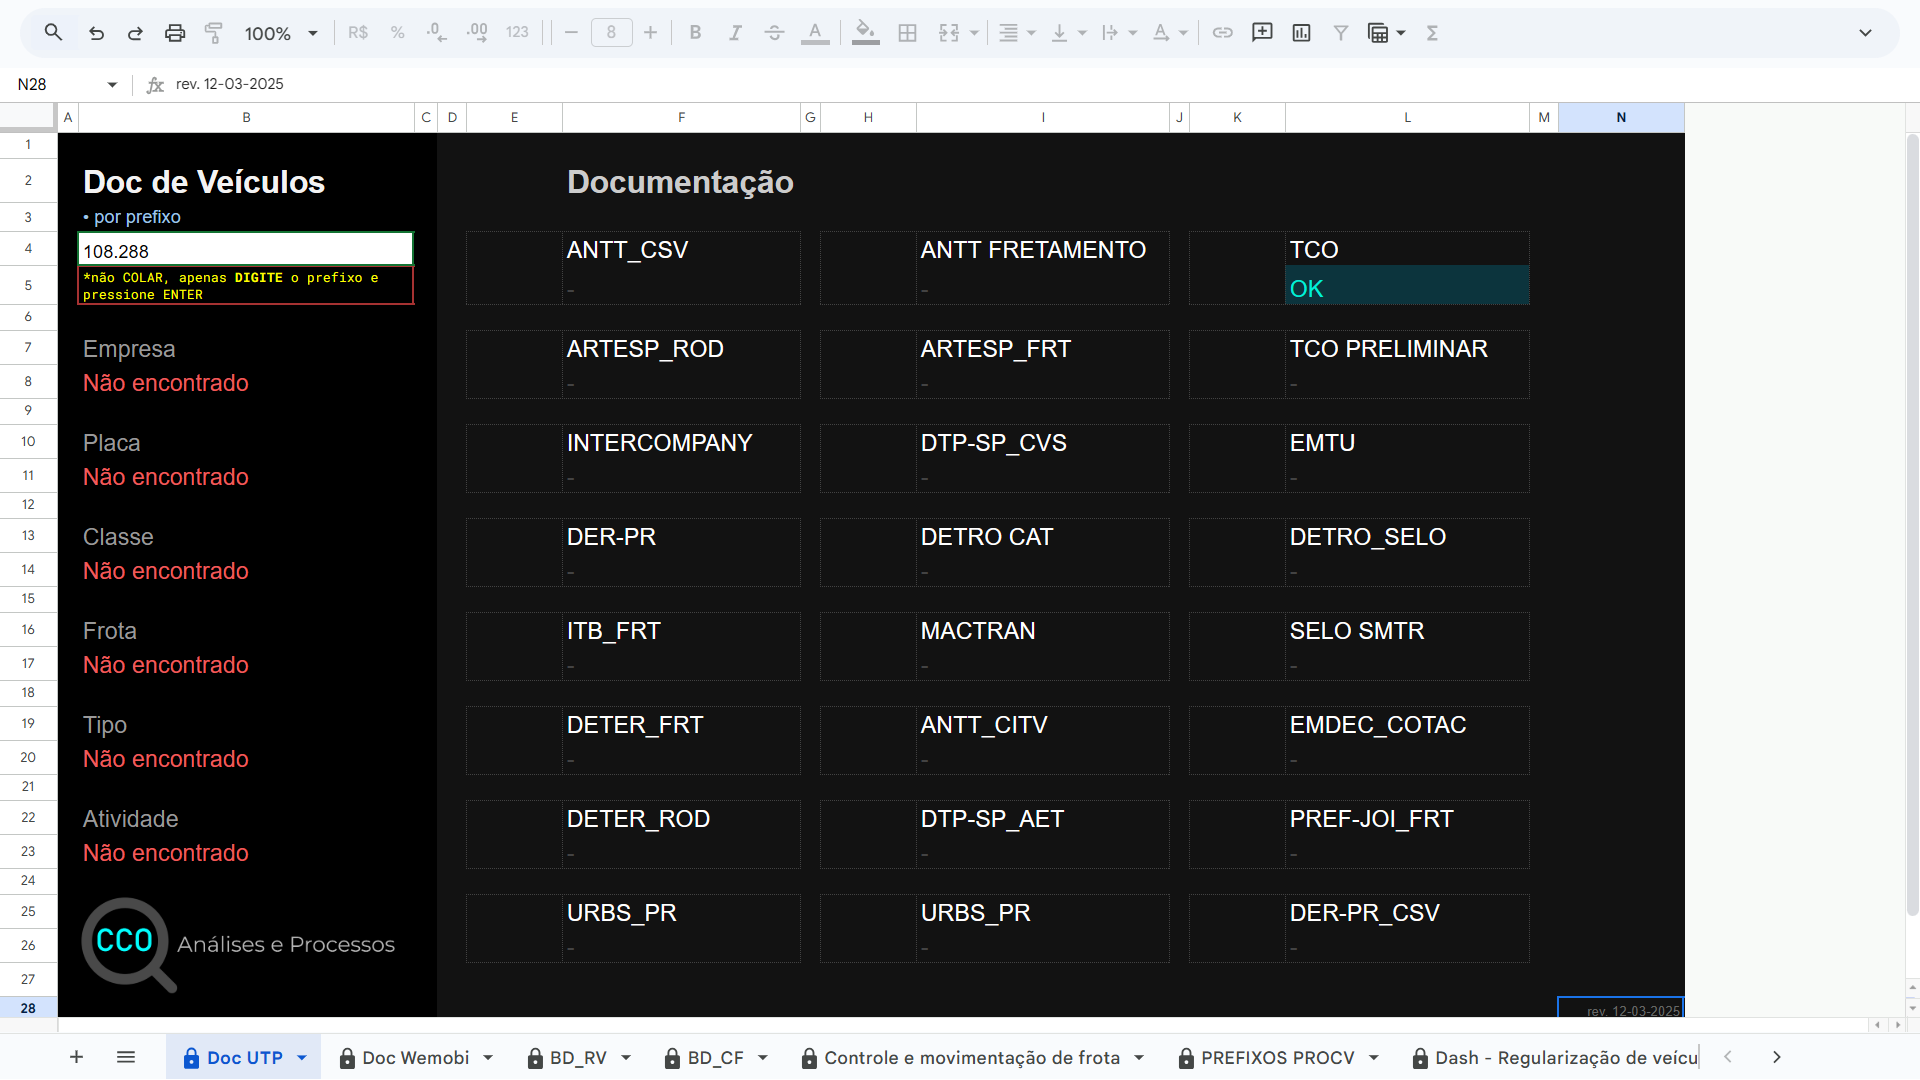 100%
R$ % .0 .00 123
8
B I S A
N28
fx rev. 12-03-2025
A B C D E F G H I J K L M N
1
2
3
4
5
6
7
8
9
10
11
12
13
14
15
16
17
18
19
20
21
22
23
24
25
26
27
28
Doc de Veículos
• por prefixo
108.288
*não COLAR, apenas DIGITE o prefixo e
pressione ENTER
Empresa
Não encontrado
Placa
Não encontrado
Classe
Não encontrado
Frota
Não encontrado
Tipo
Não encontrado
Atividade
Não encontrado
CCO Análises e Processos
Documentação
ANTT_CSV ANTT FRETAMENTO TCO
- - OK
ARTESP_ROD ARTESP_FRT TCO PRELIMINAR
- - -
INTERCOMPANY DTP-SP_CVS EMTU
- - -
DER-PR DETRO CAT DETRO_SELO
- - -
ITB_FRT MACTRAN SELO SMTR
- - -
DETER_FRT ANTT_CITV EMDEC_COTAC
- - -
DETER_ROD DTP-SP_AET PREF-JOI_FRT
- - -
URBS_PR URBS_PR DER-PR_CSV
- - -
rev. 12-03-2025
Doc UTP Doc Wemobi BD_RV BD_CF Controle e movimentação de frota PREFIXOS PROCV Dash - Regularização de veícu